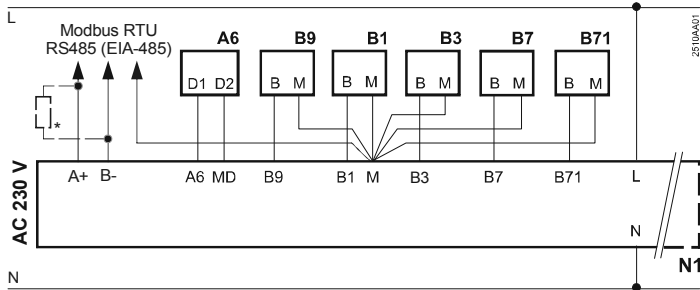 L
Modbus RTU
RS485 (EIA-485)
A6 B9 B1 B3 B7 B71
2510AA01
D1 D2 B M B M B M B M B M
*
A+ B- A6 MD B9 B1 M B3 B7 B71 L
AC 230 V
N
N1
N